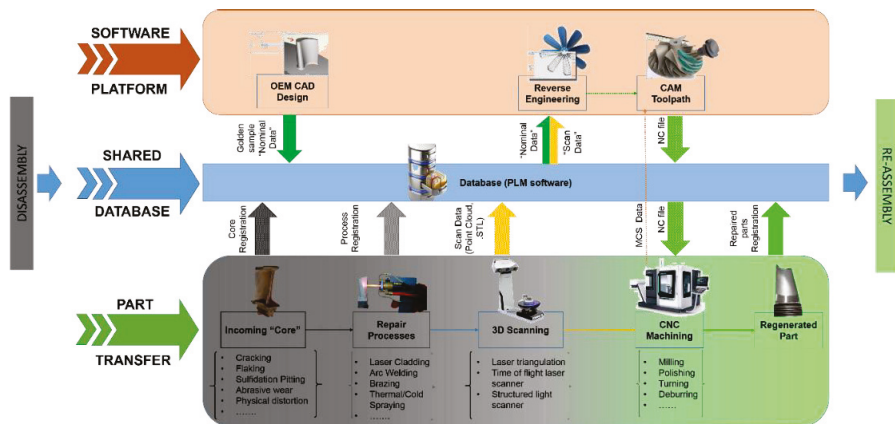 SOFTWARE
PLATFORM
OEM CAD
Design
Reverse
Engineering
CAM
Toolpath
DISASSEMBLY
SHARED
DATABASE
Golden
sample
"Nominal
Data"
"Nominal
Data"
"Scan
Data"
NC file
Database (PLM software)
RE-ASSEMBLY
Core
Registration
Process
Registration
Scan Data
(Point Cloud,
.STL)
MCS Data
NC file
Repaired
parts
Registration
PART
TRANSFER
Incoming "Core"
Repair
Processes
3D Scanning
CNC
Machining
Regenerated
Part
• Cracking
• Flaking
• Sulfidation Pitting
• Abrasive wear
• Physical distortion
• .......
• Laser Cladding
• Arc Welding
• Brazing
• Thermal/Cold
Spraying
• .......
• Laser triangulation
• Time of flight laser
scanner
• Structured light
scanner
• Milling
• Polishing
• Turning
• Deburring
• ......